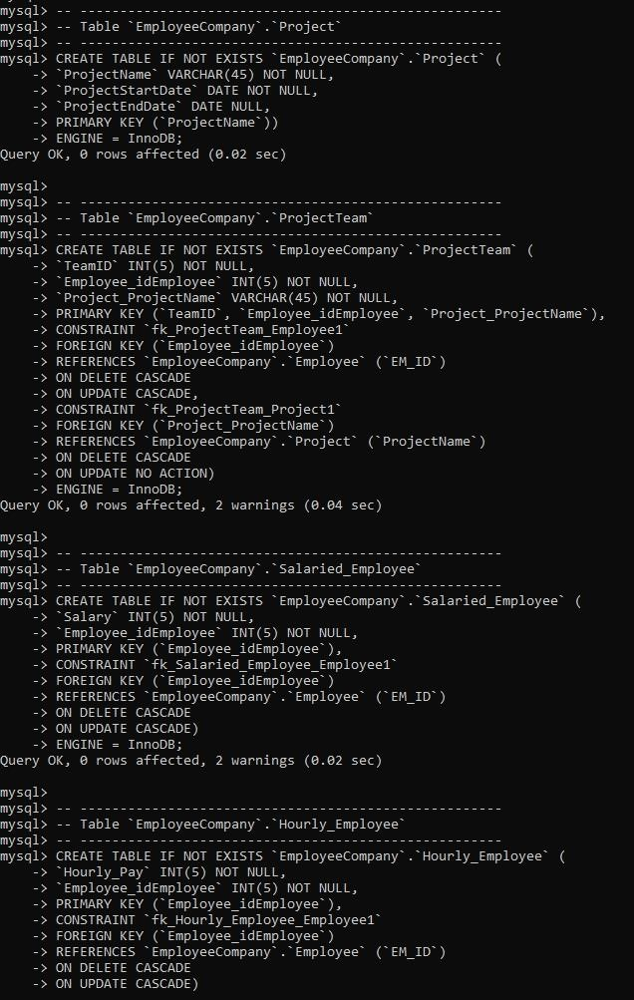 mysql> -- -----------------------------------------------------
mysql> -- Table `EmployeeCompany`.`Project`
mysql> -- -----------------------------------------------------
mysql> CREATE TABLE IF NOT EXISTS `EmployeeCompany`.`Project` (
    -> `ProjectName` VARCHAR(45) NOT NULL,
    -> `ProjectStartDate` DATE NOT NULL,
    -> `ProjectEndDate` DATE NULL,
    -> PRIMARY KEY (`ProjectName`))
    -> ENGINE = InnoDB;
Query OK, 0 rows affected (0.02 sec)

mysql>
mysql> -- -----------------------------------------------------
mysql> -- Table `EmployeeCompany`.`ProjectTeam`
mysql> -- -----------------------------------------------------
mysql> CREATE TABLE IF NOT EXISTS `EmployeeCompany`.`ProjectTeam` (
    -> `TeamID` INT(5) NOT NULL,
    -> `Employee_idEmployee` INT(5) NOT NULL,
    -> `Project_ProjectName` VARCHAR(45) NOT NULL,
    -> PRIMARY KEY (`TeamID`, `Employee_idEmployee`, `Project_ProjectName`),
    -> CONSTRAINT `fk_ProjectTeam_Employee1`
    -> FOREIGN KEY (`Employee_idEmployee`)
    -> REFERENCES `EmployeeCompany`.`Employee` (`EM_ID`)
    -> ON DELETE CASCADE
    -> ON UPDATE CASCADE,
    -> CONSTRAINT `fk_ProjectTeam_Project1`
    -> FOREIGN KEY (`Project_ProjectName`)
    -> REFERENCES `EmployeeCompany`.`Project` (`ProjectName`)
    -> ON DELETE CASCADE
    -> ON UPDATE NO ACTION)
    -> ENGINE = InnoDB;
Query OK, 0 rows affected, 2 warnings (0.04 sec)

mysql>
mysql> -- -----------------------------------------------------
mysql> -- Table `EmployeeCompany`.`Salaried_Employee`
mysql> -- -----------------------------------------------------
mysql> CREATE TABLE IF NOT EXISTS `EmployeeCompany`.`Salaried_Employee` (
    -> `Salary` INT(5) NOT NULL,
    -> `Employee_idEmployee` INT(5) NOT NULL,
    -> PRIMARY KEY (`Employee_idEmployee`),
    -> CONSTRAINT `fk_Salaried_Employee_Employee1`
    -> FOREIGN KEY (`Employee_idEmployee`)
    -> REFERENCES `EmployeeCompany`.`Employee` (`EM_ID`)
    -> ON DELETE CASCADE
    -> ON UPDATE CASCADE)
    -> ENGINE = InnoDB;
Query OK, 0 rows affected, 2 warnings (0.02 sec)

mysql>
mysql> -- -----------------------------------------------------
mysql> -- Table `EmployeeCompany`.`Hourly_Employee`
mysql> -- -----------------------------------------------------
mysql> CREATE TABLE IF NOT EXISTS `EmployeeCompany`.`Hourly_Employee` (
    -> `Hourly_Pay` INT(5) NOT NULL,
    -> `Employee_idEmployee` INT(5) NOT NULL,
    -> PRIMARY KEY (`Employee_idEmployee`),
    -> CONSTRAINT `fk_Hourly_Employee_Employee1`
    -> FOREIGN KEY (`Employee_idEmployee`)
    -> REFERENCES `EmployeeCompany`.`Employee` (`EM_ID`)
    -> ON DELETE CASCADE
    -> ON UPDATE CASCADE)